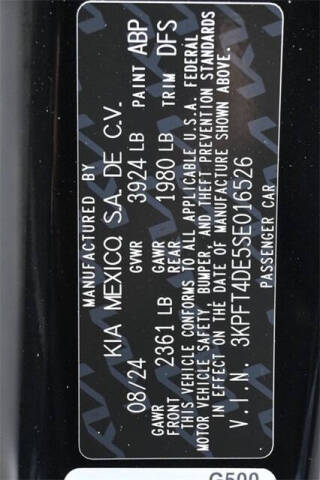 MANUFACTURED BY
KIA MEXICO, S.A. DE C.V.
08/24 GVWR 3924 LB PAINT ABP
GAWR FRONT 2361 LB GAWR REAR 1980 LB TRIM DFS
THIS VEHICLE CONFORMS TO ALL APPLICABLE U.S.A. FEDERAL
MOTOR VEHICLE SAFETY, BUMPER, AND THEFT PREVENTION STANDARDS
IN EFFECT ON THE DATE OF MANUFACTURE SHOWN ABOVE.
V.I.N. 3KPFT4DE5SE016526
PASSENGER CAR
G500